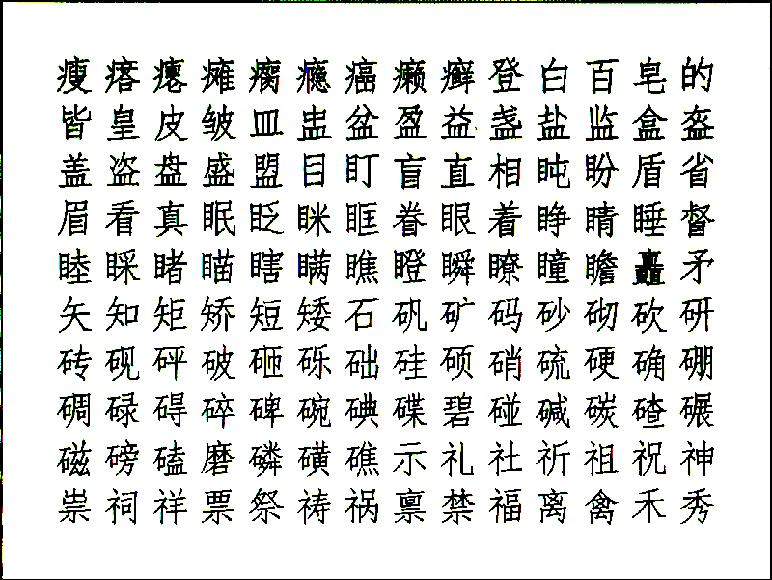 瘦瘩瘪瘫瘸瘾癌癞癣登白百皂的
皆皇皮皱皿盅盆盈益盏盐监盒盔
盖盗盘盛盟目盯盲直相盹盼盾省
眉看真眠眨眯眶眷眼着睁睛睡督
睦睬睹瞄瞎瞒瞧瞪瞬瞭瞳瞻矗矛
矢知矩矫短矮石矾矿码砂砌砍研
砖砚砰破砸砾础硅硕硝硫硬确硼
碉碌碍碎碑碗碘碟碧碰碱碳碴碾
磁磅磕磨磷磺礁示礼社祈祖祝神
祟祠祥票祭祷祸禀禁福离禽禾秀